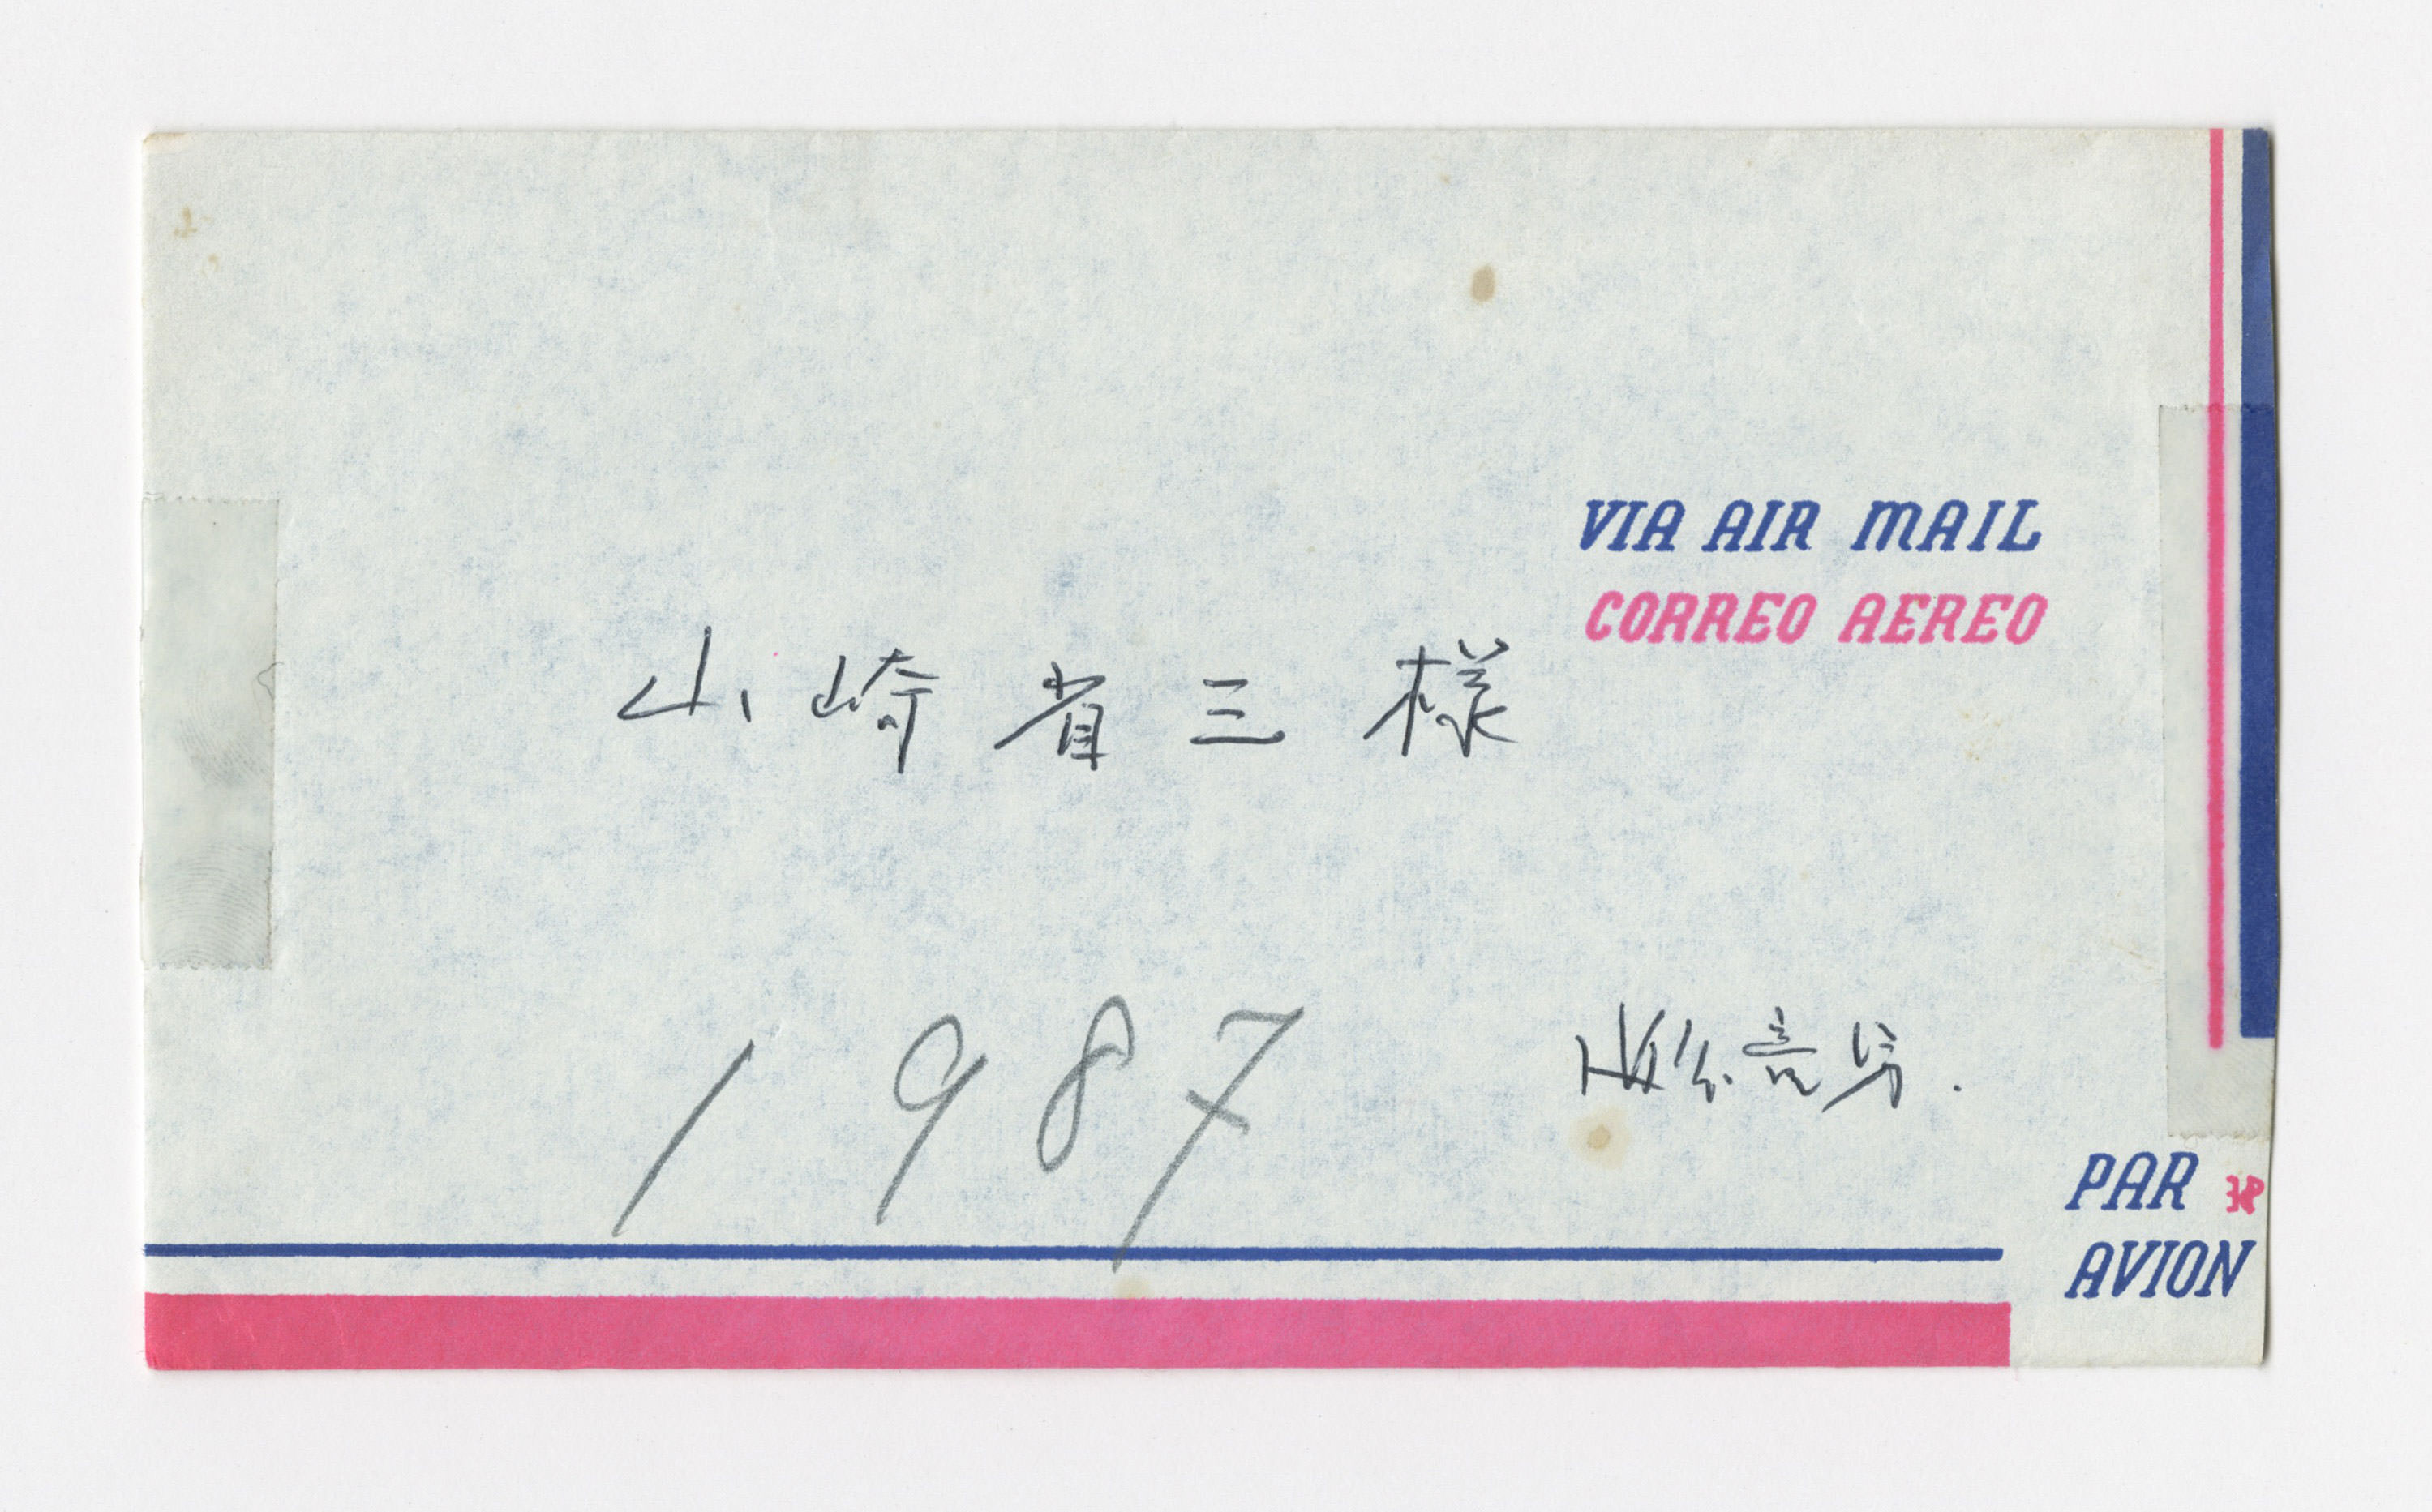 VIA AIR MAIL
CORREO AEREO
山崎省三様
1987
PAR
AVION